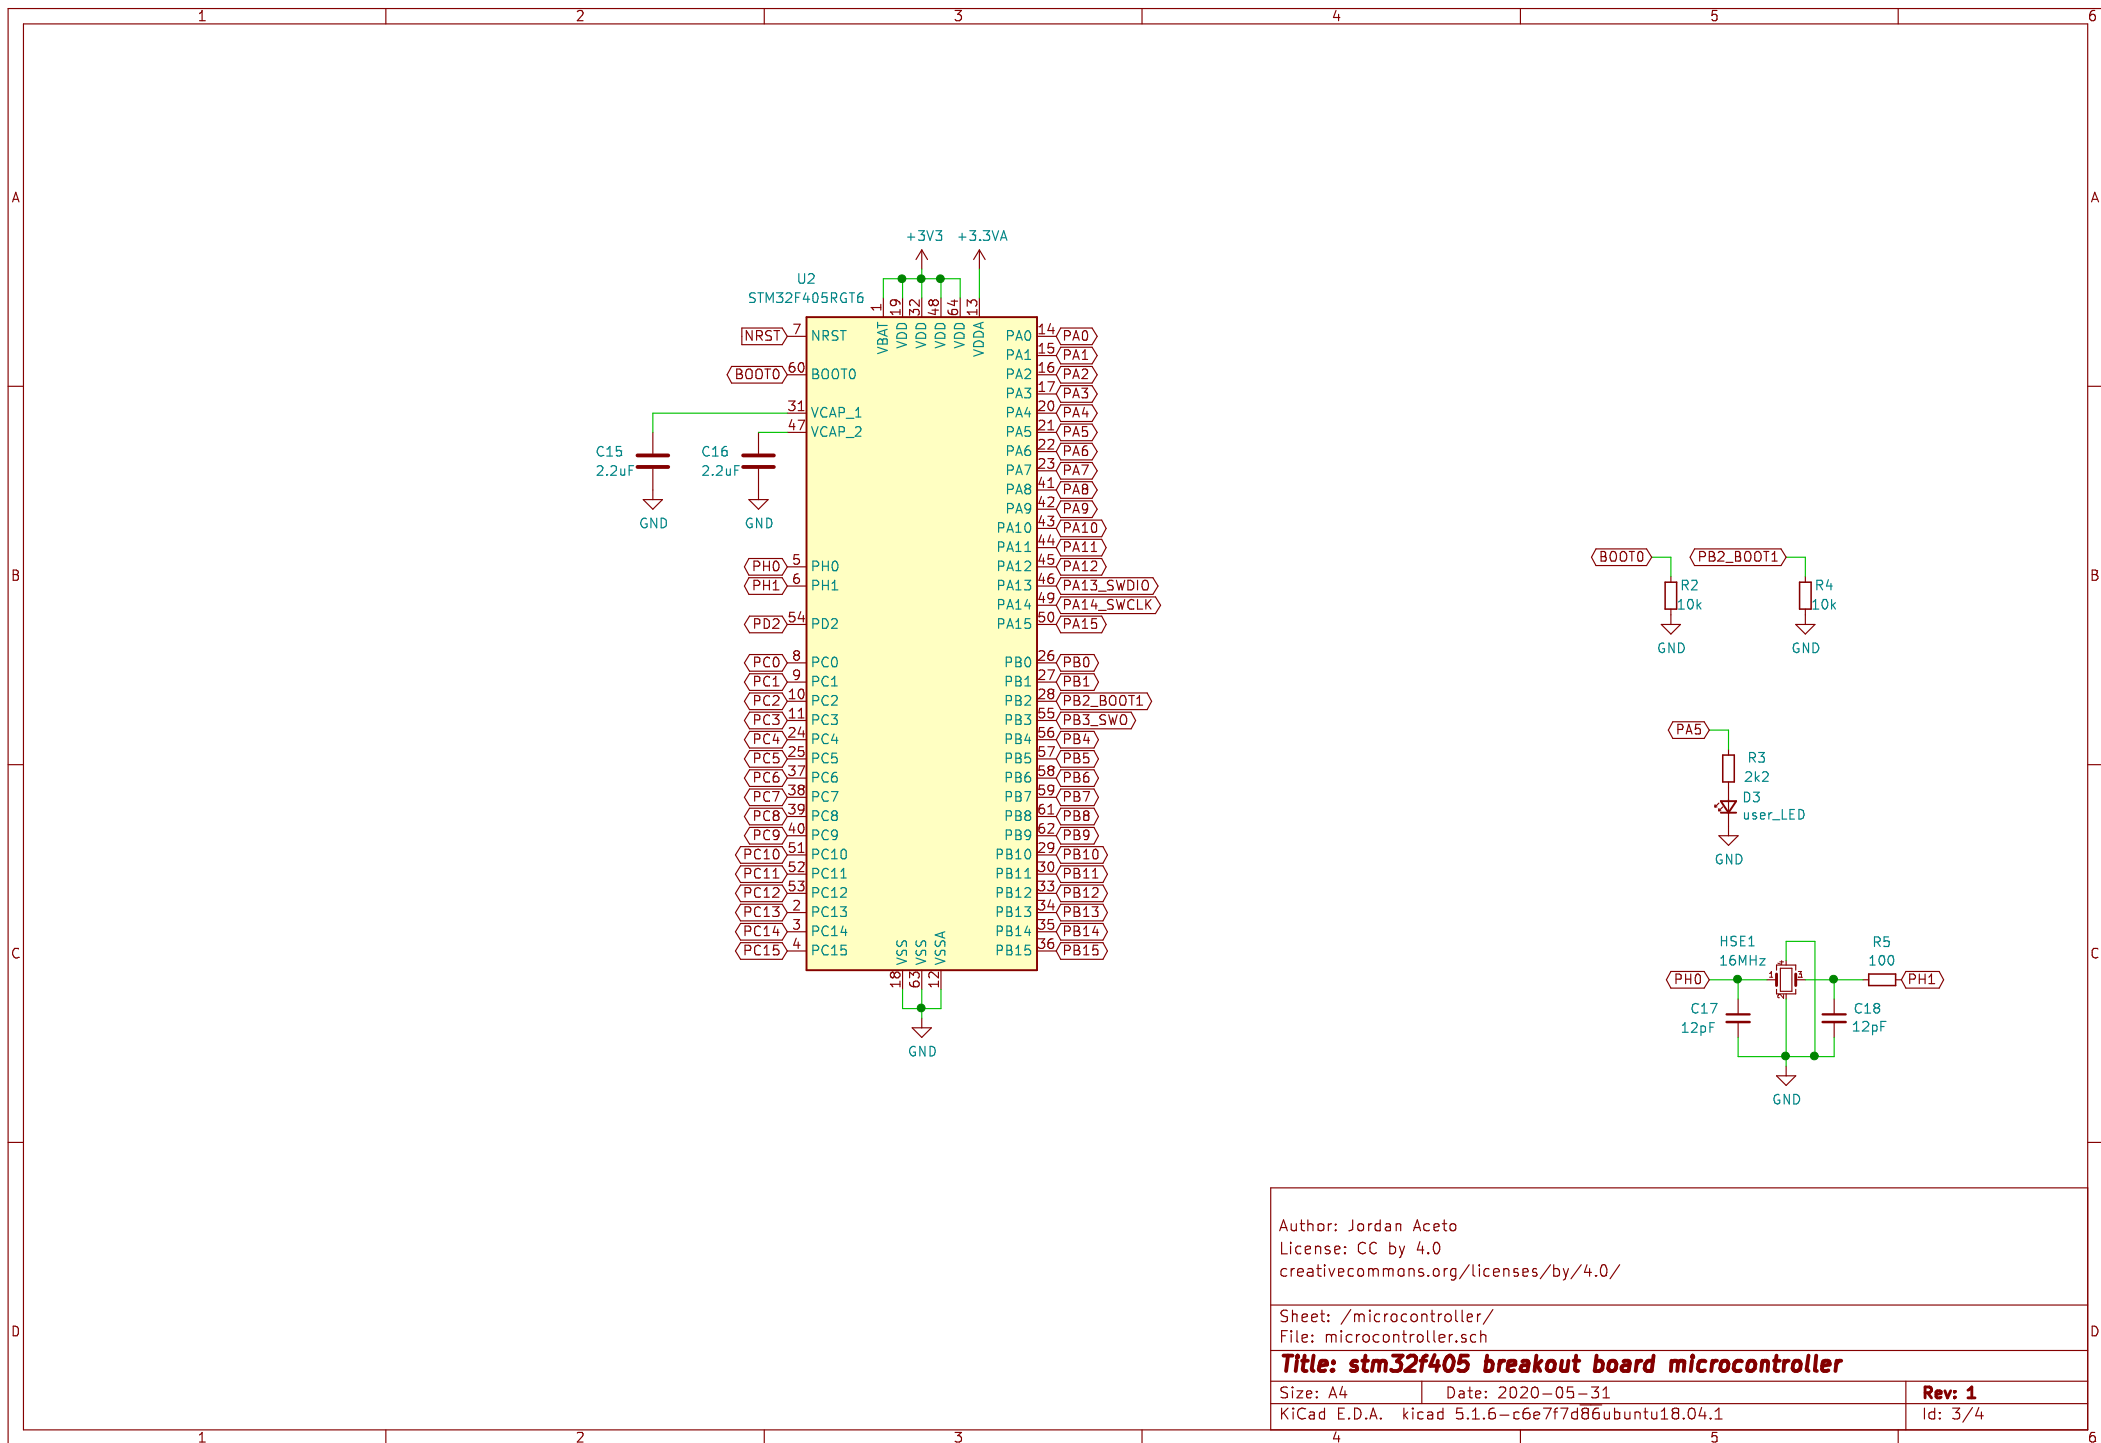 1 2 3 4 5 6
A A
B B
C C
D D
+3V3 +3.3VA
U2
STM32F405RGT6
1 19 32 48 64 13
VBAT VDD VDD VDD VDD VDDA
NRST 7 NRST
BOOT0 60 BOOT0
31 VCAP_1
47 VCAP_2
C15
2.2uF
GND
C16
2.2uF
GND
PH0 5 PH0
PH1 6 PH1
PD2 54 PD2
PC0 8 PC0
PC1 9 PC1
PC2 10 PC2
PC3 11 PC3
PC4 24 PC4
PC5 25 PC5
PC6 37 PC6
PC7 38 PC7
PC8 39 PC8
PC9 40 PC9
PC10 51 PC10
PC11 52 PC11
PC12 53 PC12
PC13 2 PC13
PC14 3 PC14
PC15 4 PC15
PA0 14 PA0
PA1 15 PA1
PA2 16 PA2
PA3 17 PA3
PA4 20 PA4
PA5 21 PA5
PA6 22 PA6
PA7 23 PA7
PA8 41 PA8
PA9 42 PA9
PA10 43 PA10
PA11 44 PA11
PA12 45 PA12
PA13 46 PA13_SWDIO
PA14 49 PA14_SWCLK
PA15 50 PA15
PB0 26 PB0
PB1 27 PB1
PB2 28 PB2_BOOT1
PB3 55 PB3_SWO
PB4 56 PB4
PB5 57 PB5
PB6 58 PB6
PB7 59 PB7
PB8 61 PB8
PB9 62 PB9
PB10 29 PB10
PB11 30 PB11
PB12 33 PB12
PB13 34 PB13
PB14 35 PB14
PB15 36 PB15
VSS VSS VSSA
18 63 12
GND
BOOT0
R2
10k
GND
PB2_BOOT1
R4
10k
GND
PA5
R3
2k2
D3
user_LED
GND
HSE1
16MHz
PH0 1 2 3 4
R5
100
PH1
C17
12pF
C18
12pF
GND
Author: Jordan Aceto
License: CC by 4.0
creativecommons.org/licenses/by/4.0/
Sheet: /microcontroller/
File: microcontroller.sch
Title: stm32f405 breakout board microcontroller
Size: A4 Date: 2020-05-31 Rev: 1
KiCad E.D.A. kicad 5.1.6-c6e7f7d86ubuntu18.04.1 Id: 3/4
1 2 3 4 5 6